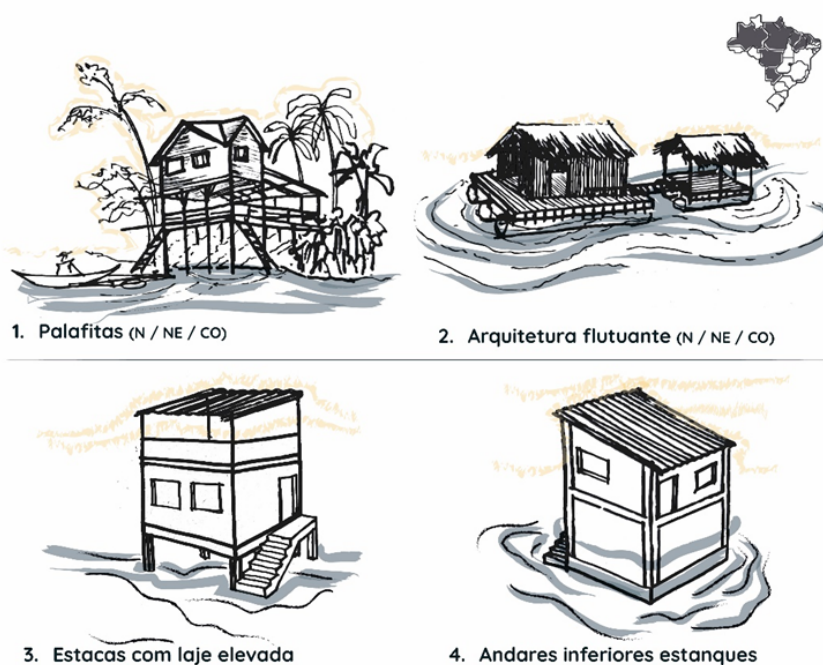 1. Palafitas (N / NE / CO)
2. Arquitetura flutuante (N / NE / CO)
3. Estacas com laje elevada
4. Andares inferiores estanques